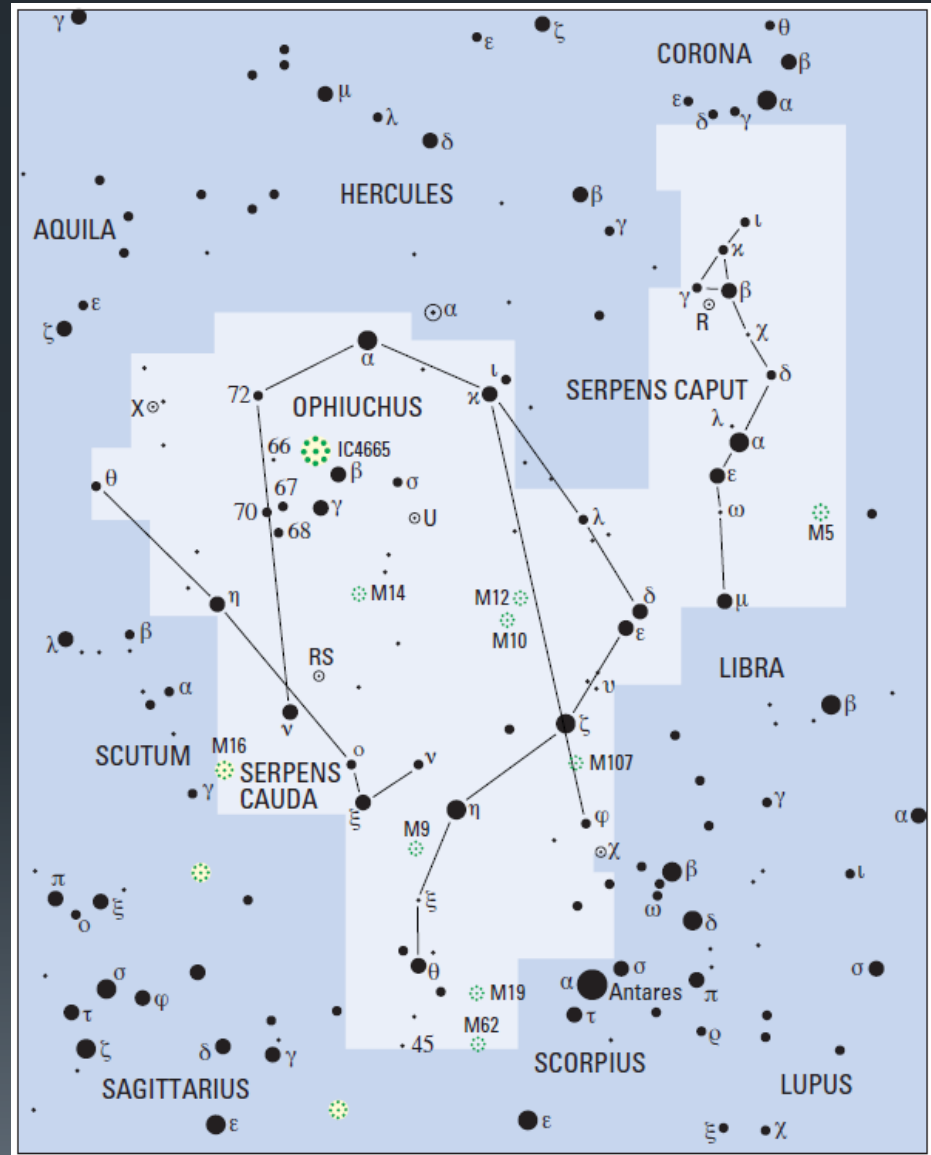 γ
ε
ζ
θ
CORONA
β
μ
ε
α
λ
δ
γ
δ
HERCULES
β
AQUILA
γ
ι
ϰ
ε
γ
β
α
R
ζ
χ
α
ι
δ
72
ϰ
SERPENS CAPUT
X
OPHIUCHUS
λ
66
IC4665
α
β
θ
σ
ε
67
γ
70
U
λ
ω
68
M5
M14
M12
δ
η
M10
μ
β
ε
λ
RS
LIBRA
α
υ
ν
ζ
β
SCUTUM
M16
ο
ν
M107
SERPENS
CAUDA
γ
ξ
η
γ
φ
α
M9
χ
π
β
ι
ξ
ξ
ω
ο
δ
σ
θ
α
σ
σ
φ
M19
Antares
π
τ
τ
M62
ϱ
ζ
δ
γ
45
SCORPIUS
SAGITTARIUS
LUPUS
ε
ε
ξ
χ